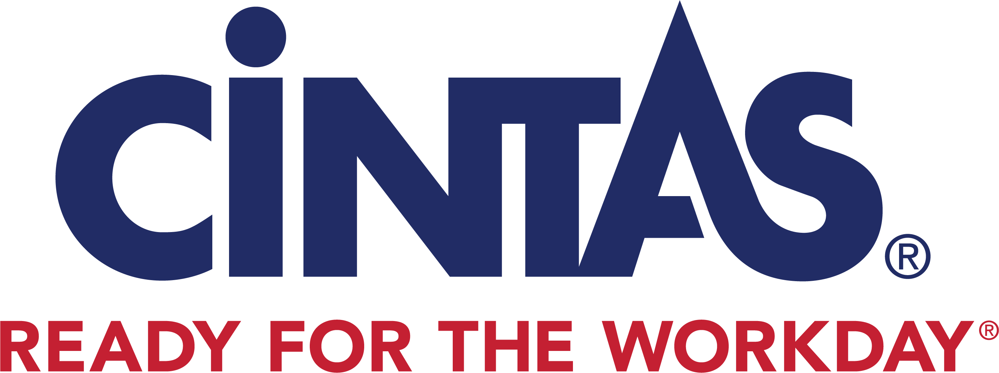 CiNTAS®
READY FOR THE WORKDAY®